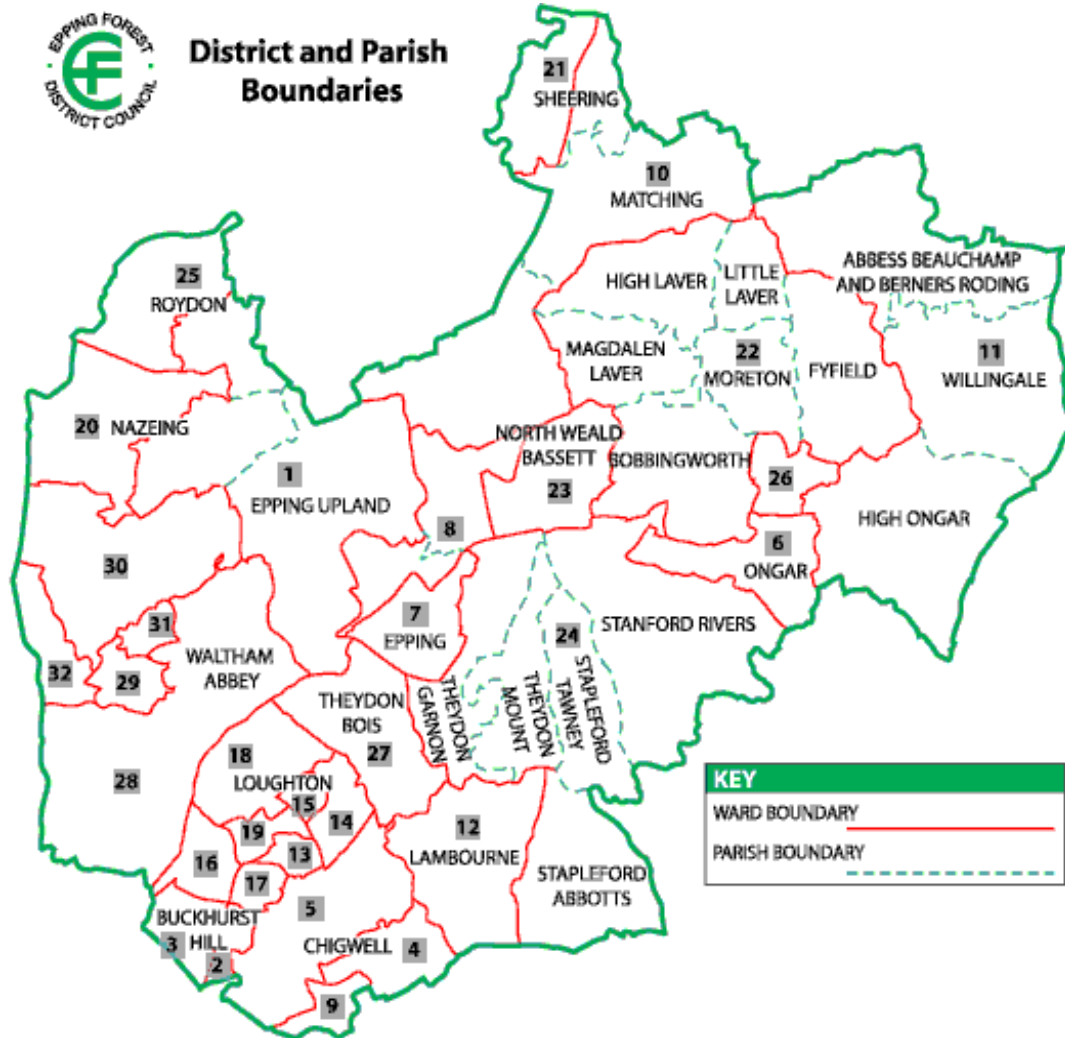 EPPING FOREST
DISTRICT COUNCIL
District and Parish
Boundaries
21
SHEERING
10
MATCHING
25
ROYDON
HIGH LAVER
LITTLE
LAVER
ABBESS BEAUCHAMP
AND BERNERS RODING
MAGDALEN
LAVER
22
MORETON
FYFIELD
11
WILLINGALE
20
NAZEING
NORTH WEALD
BASSETT
23
BOBBINGWORTH
26
1
EPPING UPLAND
8
HIGH ONGAR
6
ONGAR
30
7
EPPING
31
WALTHAM
ABBEY
32
29
STANFORD RIVERS
24
STAPLEFORD
TAWNEY
THEYDON
MOUNT
THEYDON
GARNON
THEYDON
BOIS
27
28
18
LOUGHTON
15
14
19
13
16
17
12
LAMBOURNE
STAPLEFORD
ABBOTTS
5
BUCKHURST
HILL
3
2
CHIGWELL
4
9
KEY
WARD BOUNDARY
PARISH BOUNDARY